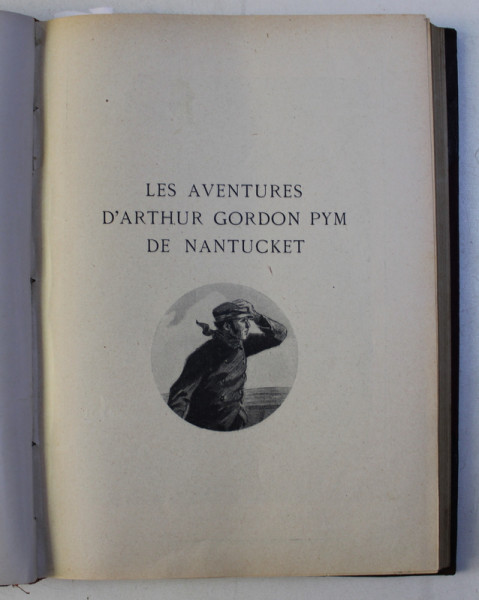 LES AVENTURES
D'ARTHUR GORDON PYM
DE NANTUCKET